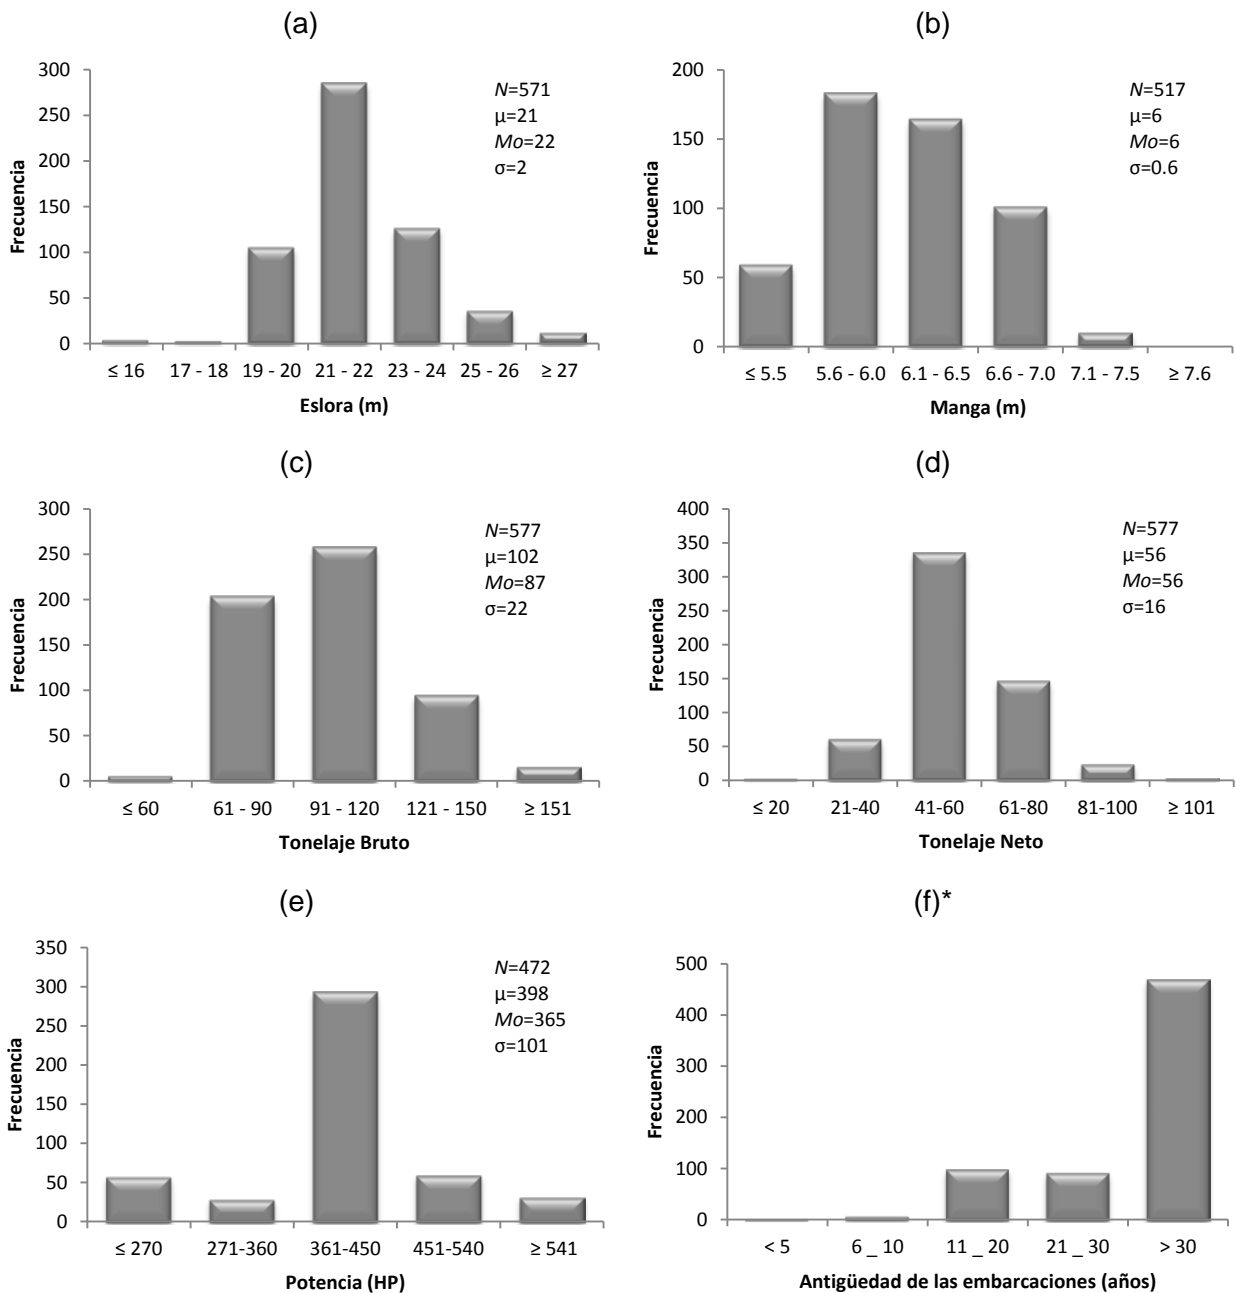 (a)
300
250
200
150
100
50
0
Frecuencia
N=571
μ=21
Mo=22
σ=2
≤ 16 17 - 18 19 - 20 21 - 22 23 - 24 25 - 26 ≥ 27
Eslora (m)
(b)
200
150
100
50
0
Frecuencia
N=517
μ=6
Mo=6
σ=0.6
≤ 5.5 5.6 - 6.0 6.1 - 6.5 6.6 - 7.0 7.1 - 7.5 ≥ 7.6
Manga (m)
(c)
300
250
200
150
100
50
0
Frecuencia
N=577
μ=102
Mo=87
σ=22
≤ 60 61 - 90 91 - 120 121 - 150 ≥ 151
Tonelaje Bruto
(d)
400
350
300
250
200
150
100
50
0
Frecuencia
N=577
μ=56
Mo=56
σ=16
≤ 20 21-40 41-60 61-80 81-100 ≥ 101
Tonelaje Neto
(e)
350
300
250
200
150
100
50
0
Frecuencia
N=472
μ=398
Mo=365
σ=101
≤ 270 271-360 361-450 451-540 ≥ 541
Potencia (HP)
(f)*
500
400
300
200
100
0
Frecuencia
< 5 6 _ 10 11 _ 20 21 _ 30 > 30
Antigüedad de las embarcaciones (años)